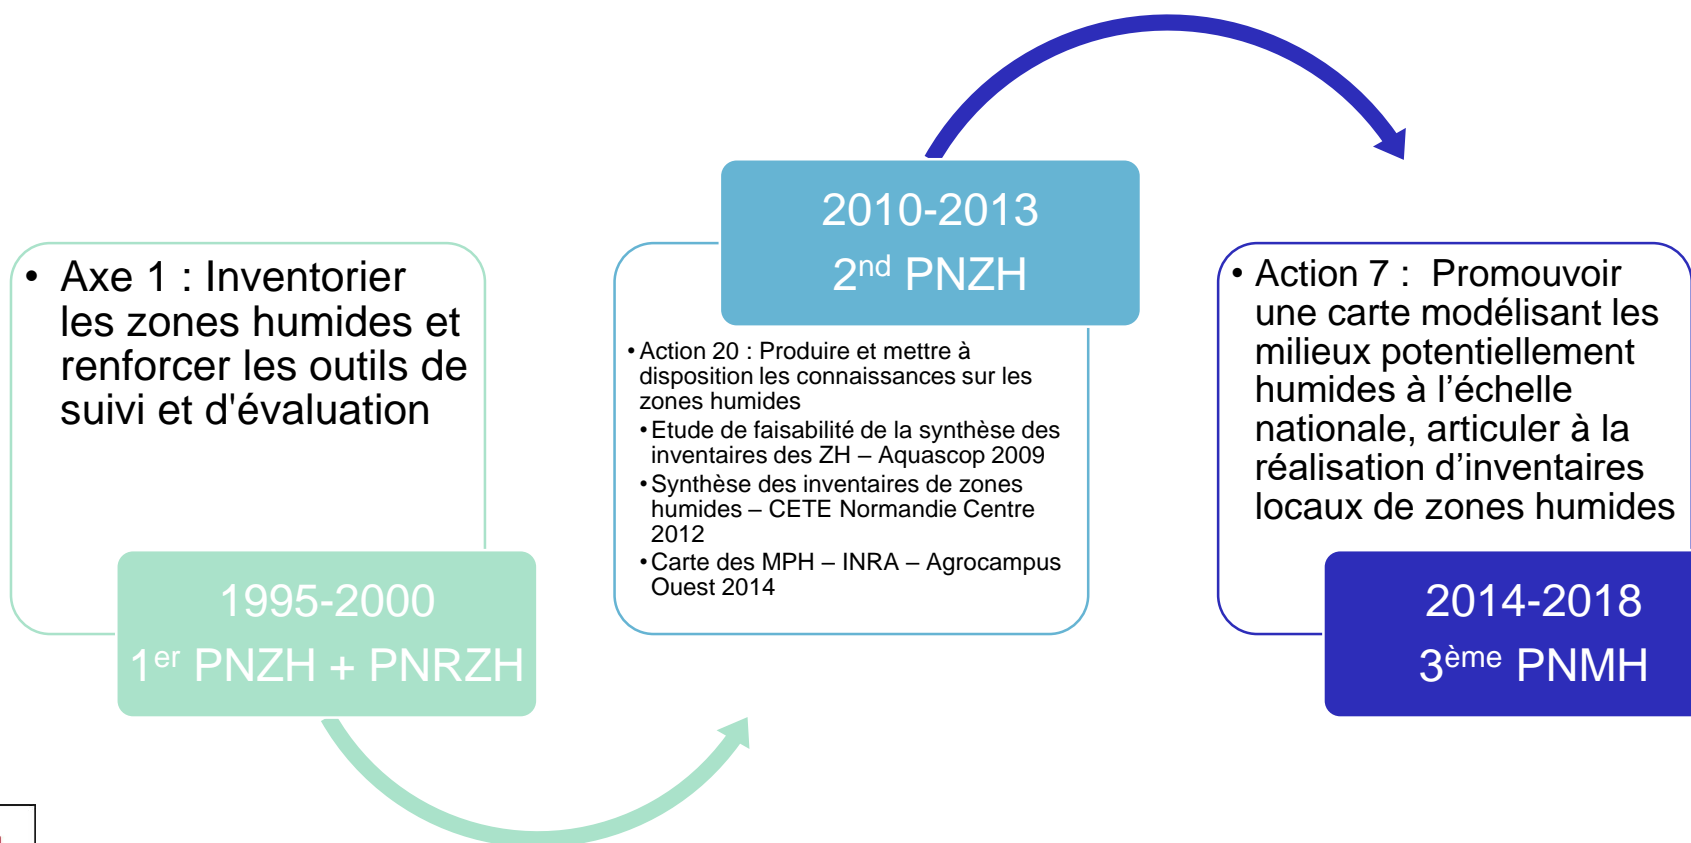 • Axe 1 : Inventorier
les zones humides et
renforcer les outils de
suivi et d'évaluation
1995-2000
1er PNZH + PNRZH
2010-2013
2nd PNZH
• Action 20 : Produire et mettre à
disposition les connaissances sur les
zones humides
• Etude de faisabilité de la synthèse des
inventaires des ZH – Aquascop 2009
• Synthèse des inventaires de zones
humides – CETE Normandie Centre
2012
• Carte des MPH – INRA – Agrocampus
Ouest 2014
• Action 7 : Promouvoir
une carte modélisant les
milieux potentiellement
humides à l’échelle
nationale, articuler à la
réalisation d’inventaires
locaux de zones humides
2014-2018
3ème PNMH